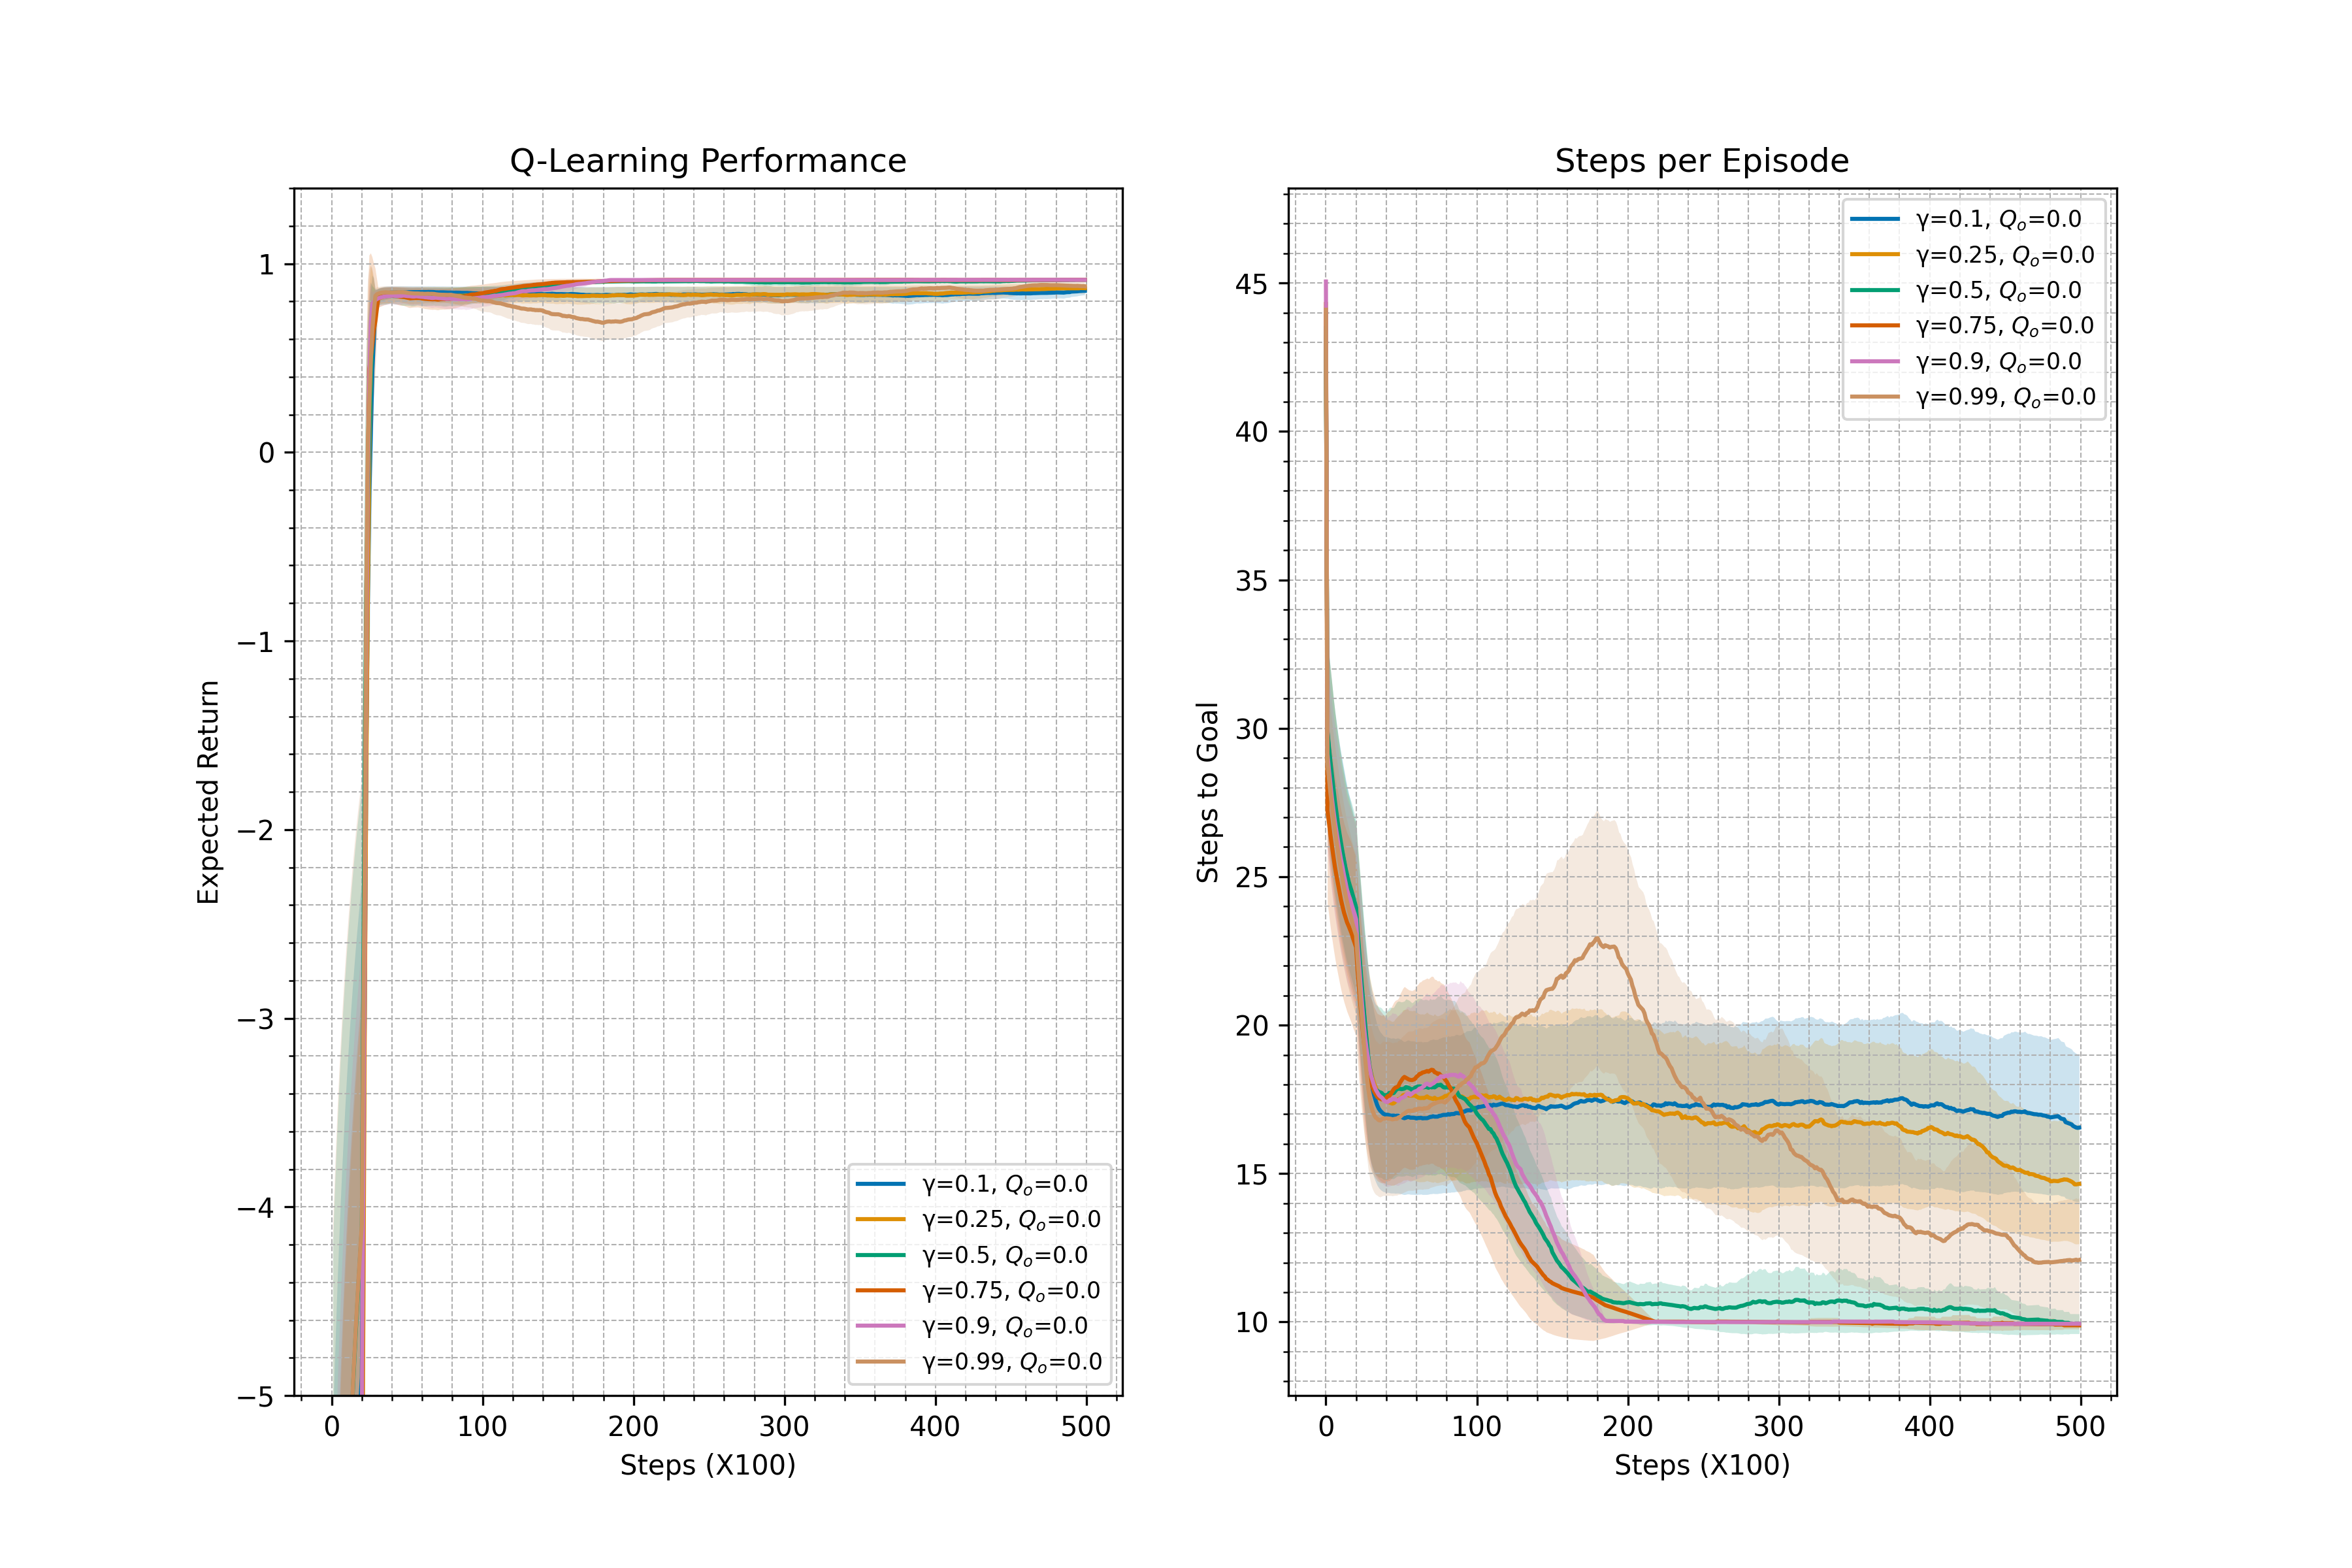 Q-Learning Performance
Expected Return
1
0
−1
−2
−3
−4
−5
0 100 200 300 400 500
Steps (X100)
γ=0.1, Qo=0.0
γ=0.25, Qo=0.0
γ=0.5, Qo=0.0
γ=0.75, Qo=0.0
γ=0.9, Qo=0.0
γ=0.99, Qo=0.0
Steps per Episode
Steps to Goal
45
40
35
30
25
20
15
10
0 100 200 300 400 500
Steps (X100)
γ=0.1, Qo=0.0
γ=0.25, Qo=0.0
γ=0.5, Qo=0.0
γ=0.75, Qo=0.0
γ=0.9, Qo=0.0
γ=0.99, Qo=0.0